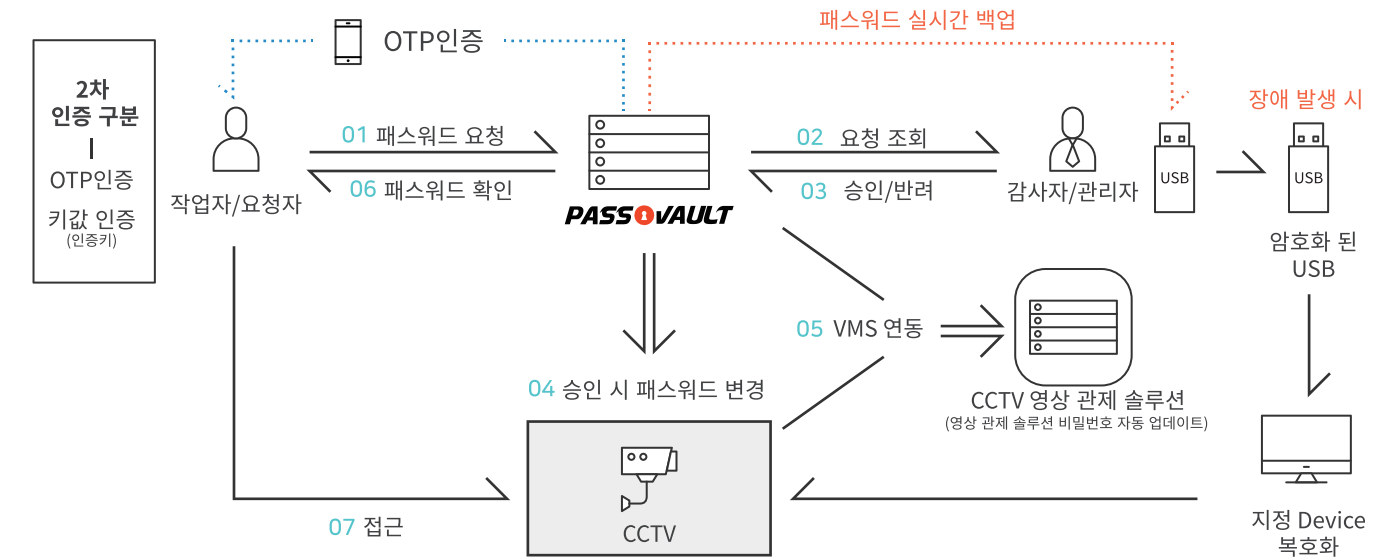 패스워드 실시간 백업
OTP인증
2차
인증 구분
OTP인증
키값 인증
(인증키)
작업자/요청자
01 패스워드 요청
06 패스워드 확인
PASS VAULT
02 요청 조회
03 승인/반려
감사자/관리자
USB
장애 발생 시
USB
암호화 된
USB
05 VMS 연동
04 승인 시 패스워드 변경
CCTV 영상 관제 솔루션
(영상 관제 솔루션 비밀번호 자동 업데이트)
CCTV
07 접근
지정 Device
복호화